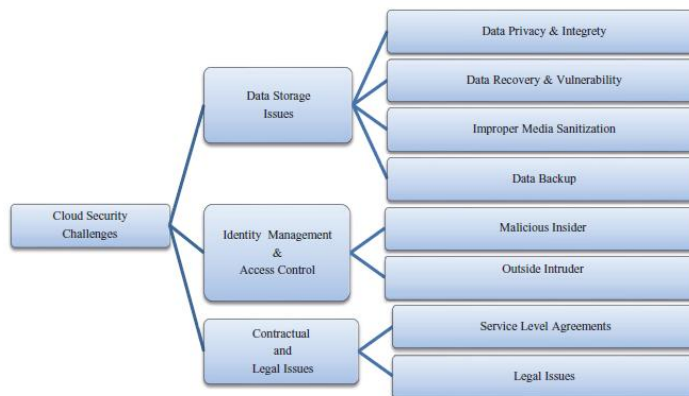 Data Privacy & Integrety
Data Storage
Issues
Data Recovery & Vulnerability
Improper Media Sanitization
Data Backup
Cloud Security
Challenges
Identity Management
&
Access Control
Malicious Insider
Outside Intruder
Contractual
and
Legal Issues
Service Level Agreements
Legal Issues